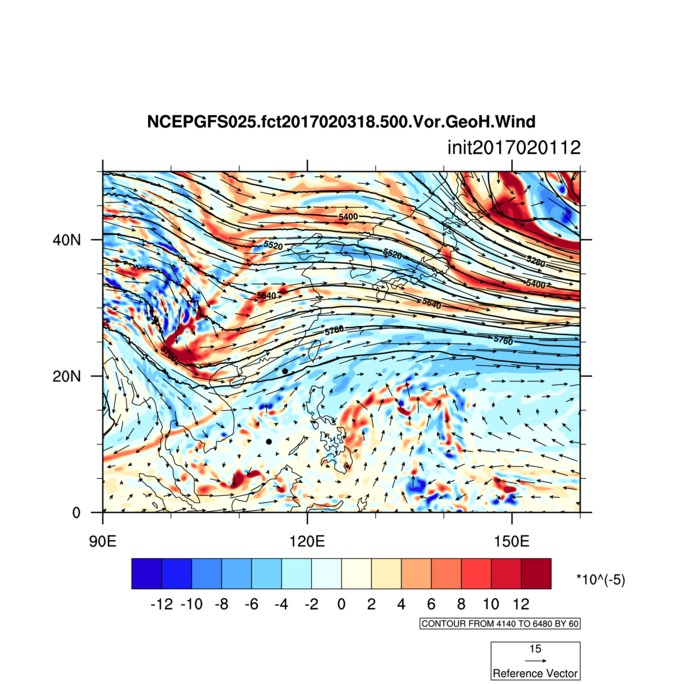 NCEPGFS025.fct2017020318.500.Vor.GeoH.Wind
init2017020112
5400
5520
5520
5280
5400
5640
5640
5760
5760
40N
20N
0
90E 120E 150E
-12 -10 -8 -6 -4 -2 0 2 4 6 8 10 12
*10^(-5)
CONTOUR FROM 4140 TO 6480 BY 60
15
Reference Vector